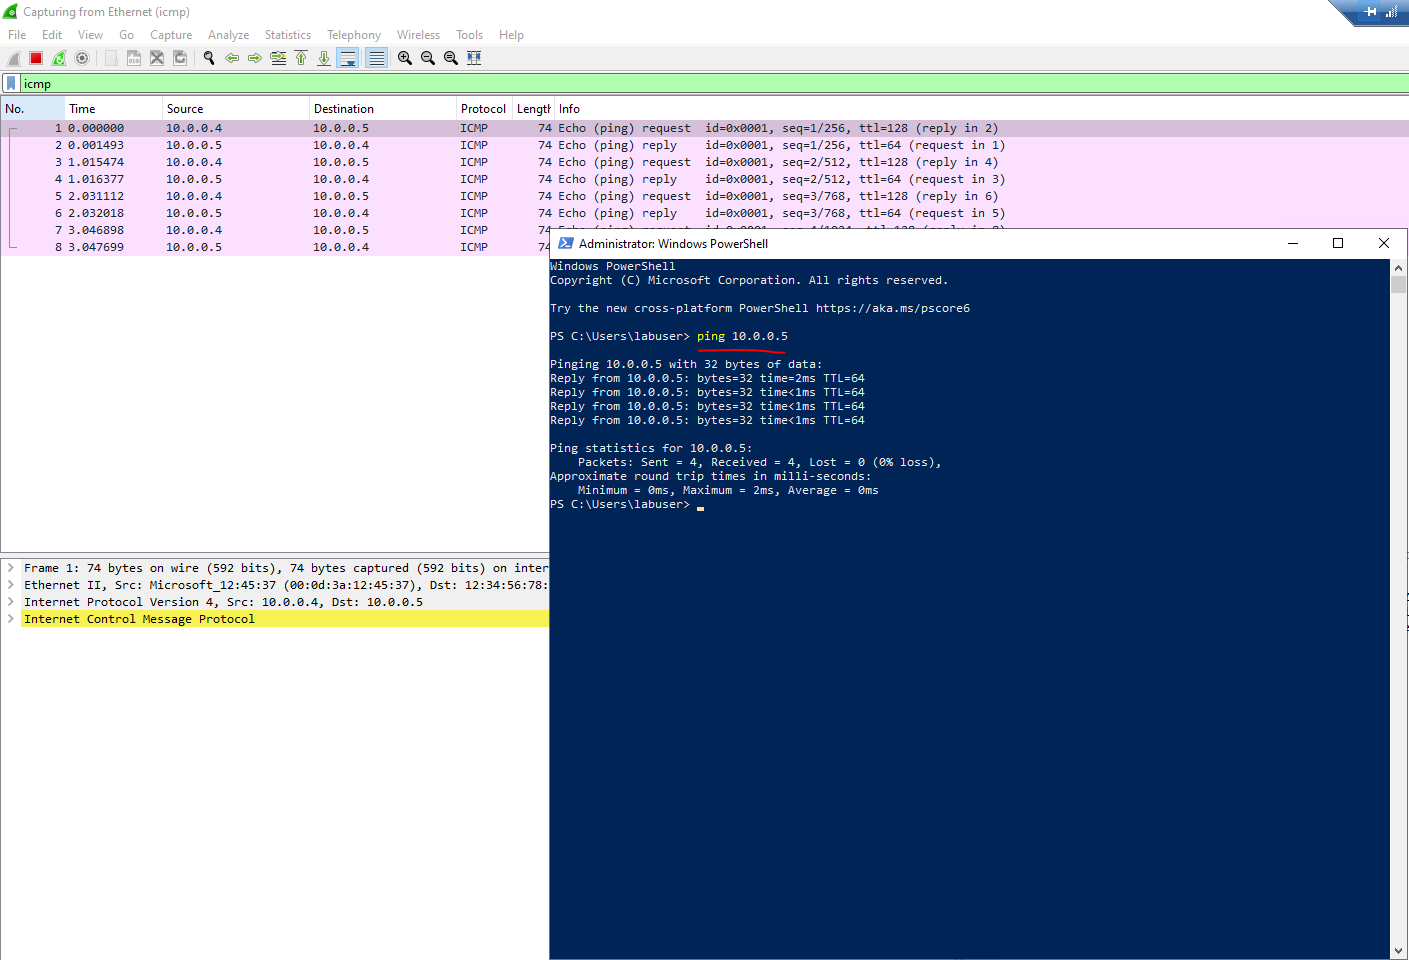 Capturing from Ethernet (icmp)
File Edit View Go Capture Analyze Statistics Telephony Wireless Tools Help
icmp
No. Time Source Destination Protocol Length Info
1 0.000000 10.0.0.4 10.0.0.5 ICMP 74 Echo (ping) request id=0x0001, seq=1/256, ttl=128 (reply in 2)
2 0.001493 10.0.0.5 10.0.0.4 ICMP 74 Echo (ping) reply id=0x0001, seq=1/256, ttl=64 (request in 1)
3 1.015474 10.0.0.4 10.0.0.5 ICMP 74 Echo (ping) request id=0x0001, seq=2/512, ttl=128 (reply in 4)
4 1.016377 10.0.0.5 10.0.0.4 ICMP 74 Echo (ping) reply id=0x0001, seq=2/512, ttl=64 (request in 3)
5 2.031112 10.0.0.4 10.0.0.5 ICMP 74 Echo (ping) request id=0x0001, seq=3/768, ttl=128 (reply in 6)
6 2.032018 10.0.0.5 10.0.0.4 ICMP 74 Echo (ping) reply id=0x0001, seq=3/768, ttl=64 (request in 5)
7 3.046898 10.0.0.4 10.0.0.5 ICMP 74
8 3.047699 10.0.0.5 10.0.0.4 ICMP 74
Administrator: Windows PowerShell
Windows PowerShell
Copyright (C) Microsoft Corporation. All rights reserved.
Try the new cross-platform PowerShell https://aka.ms/pscore6
PS C:\Users\labuser> ping 10.0.0.5
Pinging 10.0.0.5 with 32 bytes of data:
Reply from 10.0.0.5: bytes=32 time=2ms TTL=64
Reply from 10.0.0.5: bytes=32 time<1ms TTL=64
Reply from 10.0.0.5: bytes=32 time<1ms TTL=64
Reply from 10.0.0.5: bytes=32 time<1ms TTL=64
Ping statistics for 10.0.0.5:
Packets: Sent = 4, Received = 4, Lost = 0 (0% loss),
Approximate round trip times in milli-seconds:
Minimum = 0ms, Maximum = 2ms, Average = 0ms
PS C:\Users\labuser>
Frame 1: 74 bytes on wire (592 bits), 74 bytes captured (592 bits) on inter
Ethernet II, Src: Microsoft_12:45:37 (00:0d:3a:12:45:37), Dst: 12:34:56:78:
Internet Protocol Version 4, Src: 10.0.0.4, Dst: 10.0.0.5
Internet Control Message Protocol